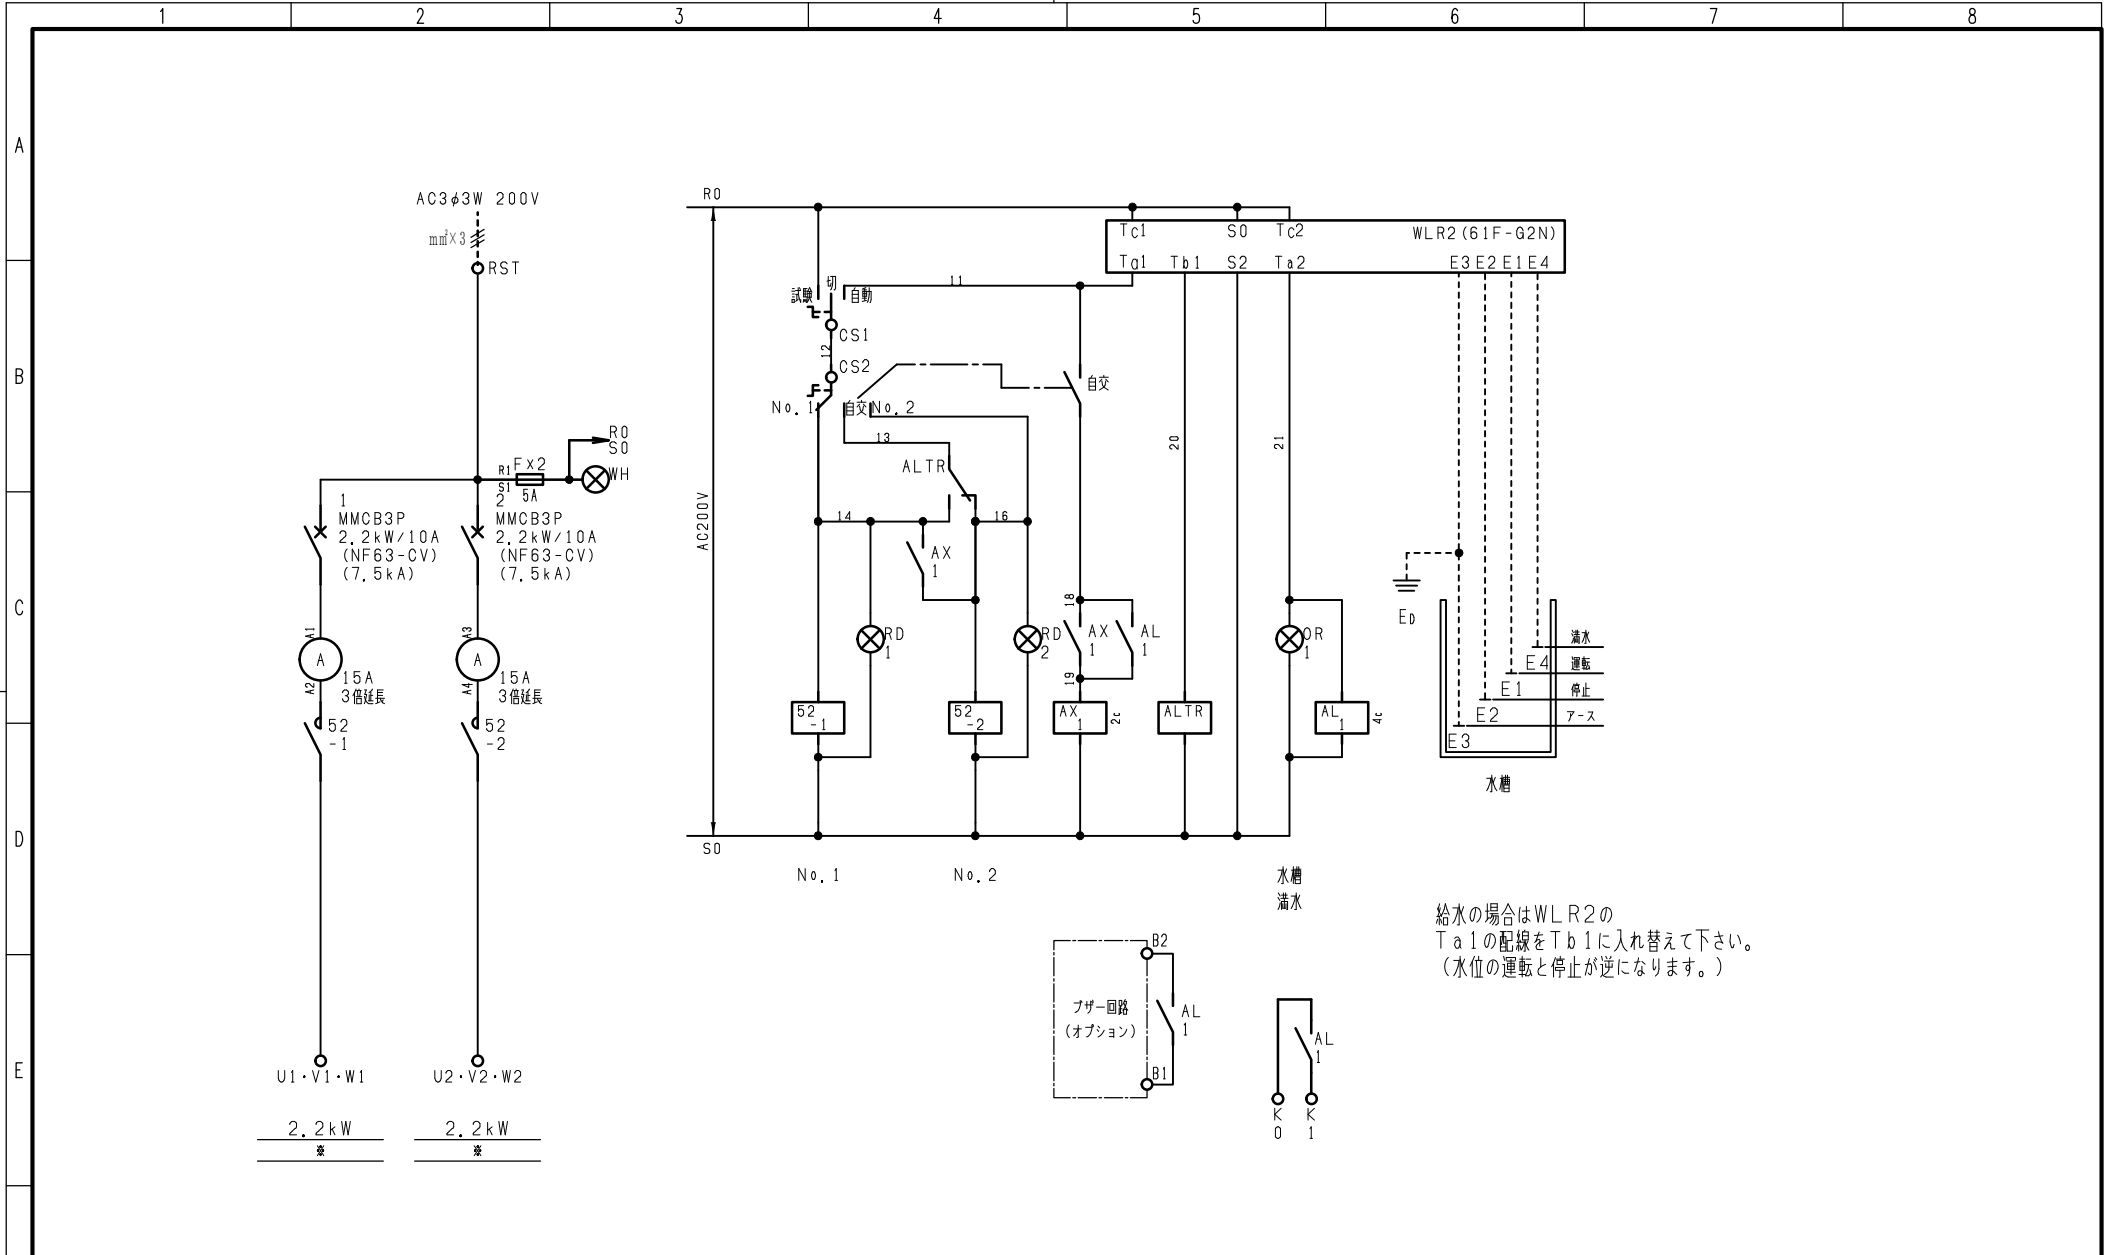 1 2 3 4 5 6 7 8
A
B
C
D
E
AC3φ3W 200V
mm²×3
RST
R0
S0
R1
S1
F×2
5A
WH
1
MMCB3P
2.2kW/10A
(NF63-CV)
(7.5kA)
2
MMCB3P
2.2kW/10A
(NF63-CV)
(7.5kA)
A1
A
A2
15A
3倍延長
A3
A
A4
15A
3倍延長
52
-1
52
-2
U1・V1・W1
U2・V2・W2
2.2kW
※
2.2kW
※
R0
AC200V
S0
試験
切
自動
CS1
12
CS2
No.1
自交
No.2
11
13
ALTR
14
16
AX
1
RD
1
RD
2
52
-1
52
-2
自交
18
AX
1
AL
1
19
AX
1
2c
20
ALTR
21
OR
1
AL
1
4c
Tc1 S0 Tc2 WLR2(61F-G2N)
Ta1 Tb1 S2 Ta2 E3 E2 E1 E4
ED
満水
E4
運転
E1
停止
E2
アース
E3
水槽
No.1
No.2
水槽
満水
給水の場合はWLR2の
Ta1の配線をTb1に入れ替えて下さい。
(水位の運転と停止が逆になります。)
B2
ブザー回路
(オプション)
AL
1
B1
AL
1
K
0
K
1